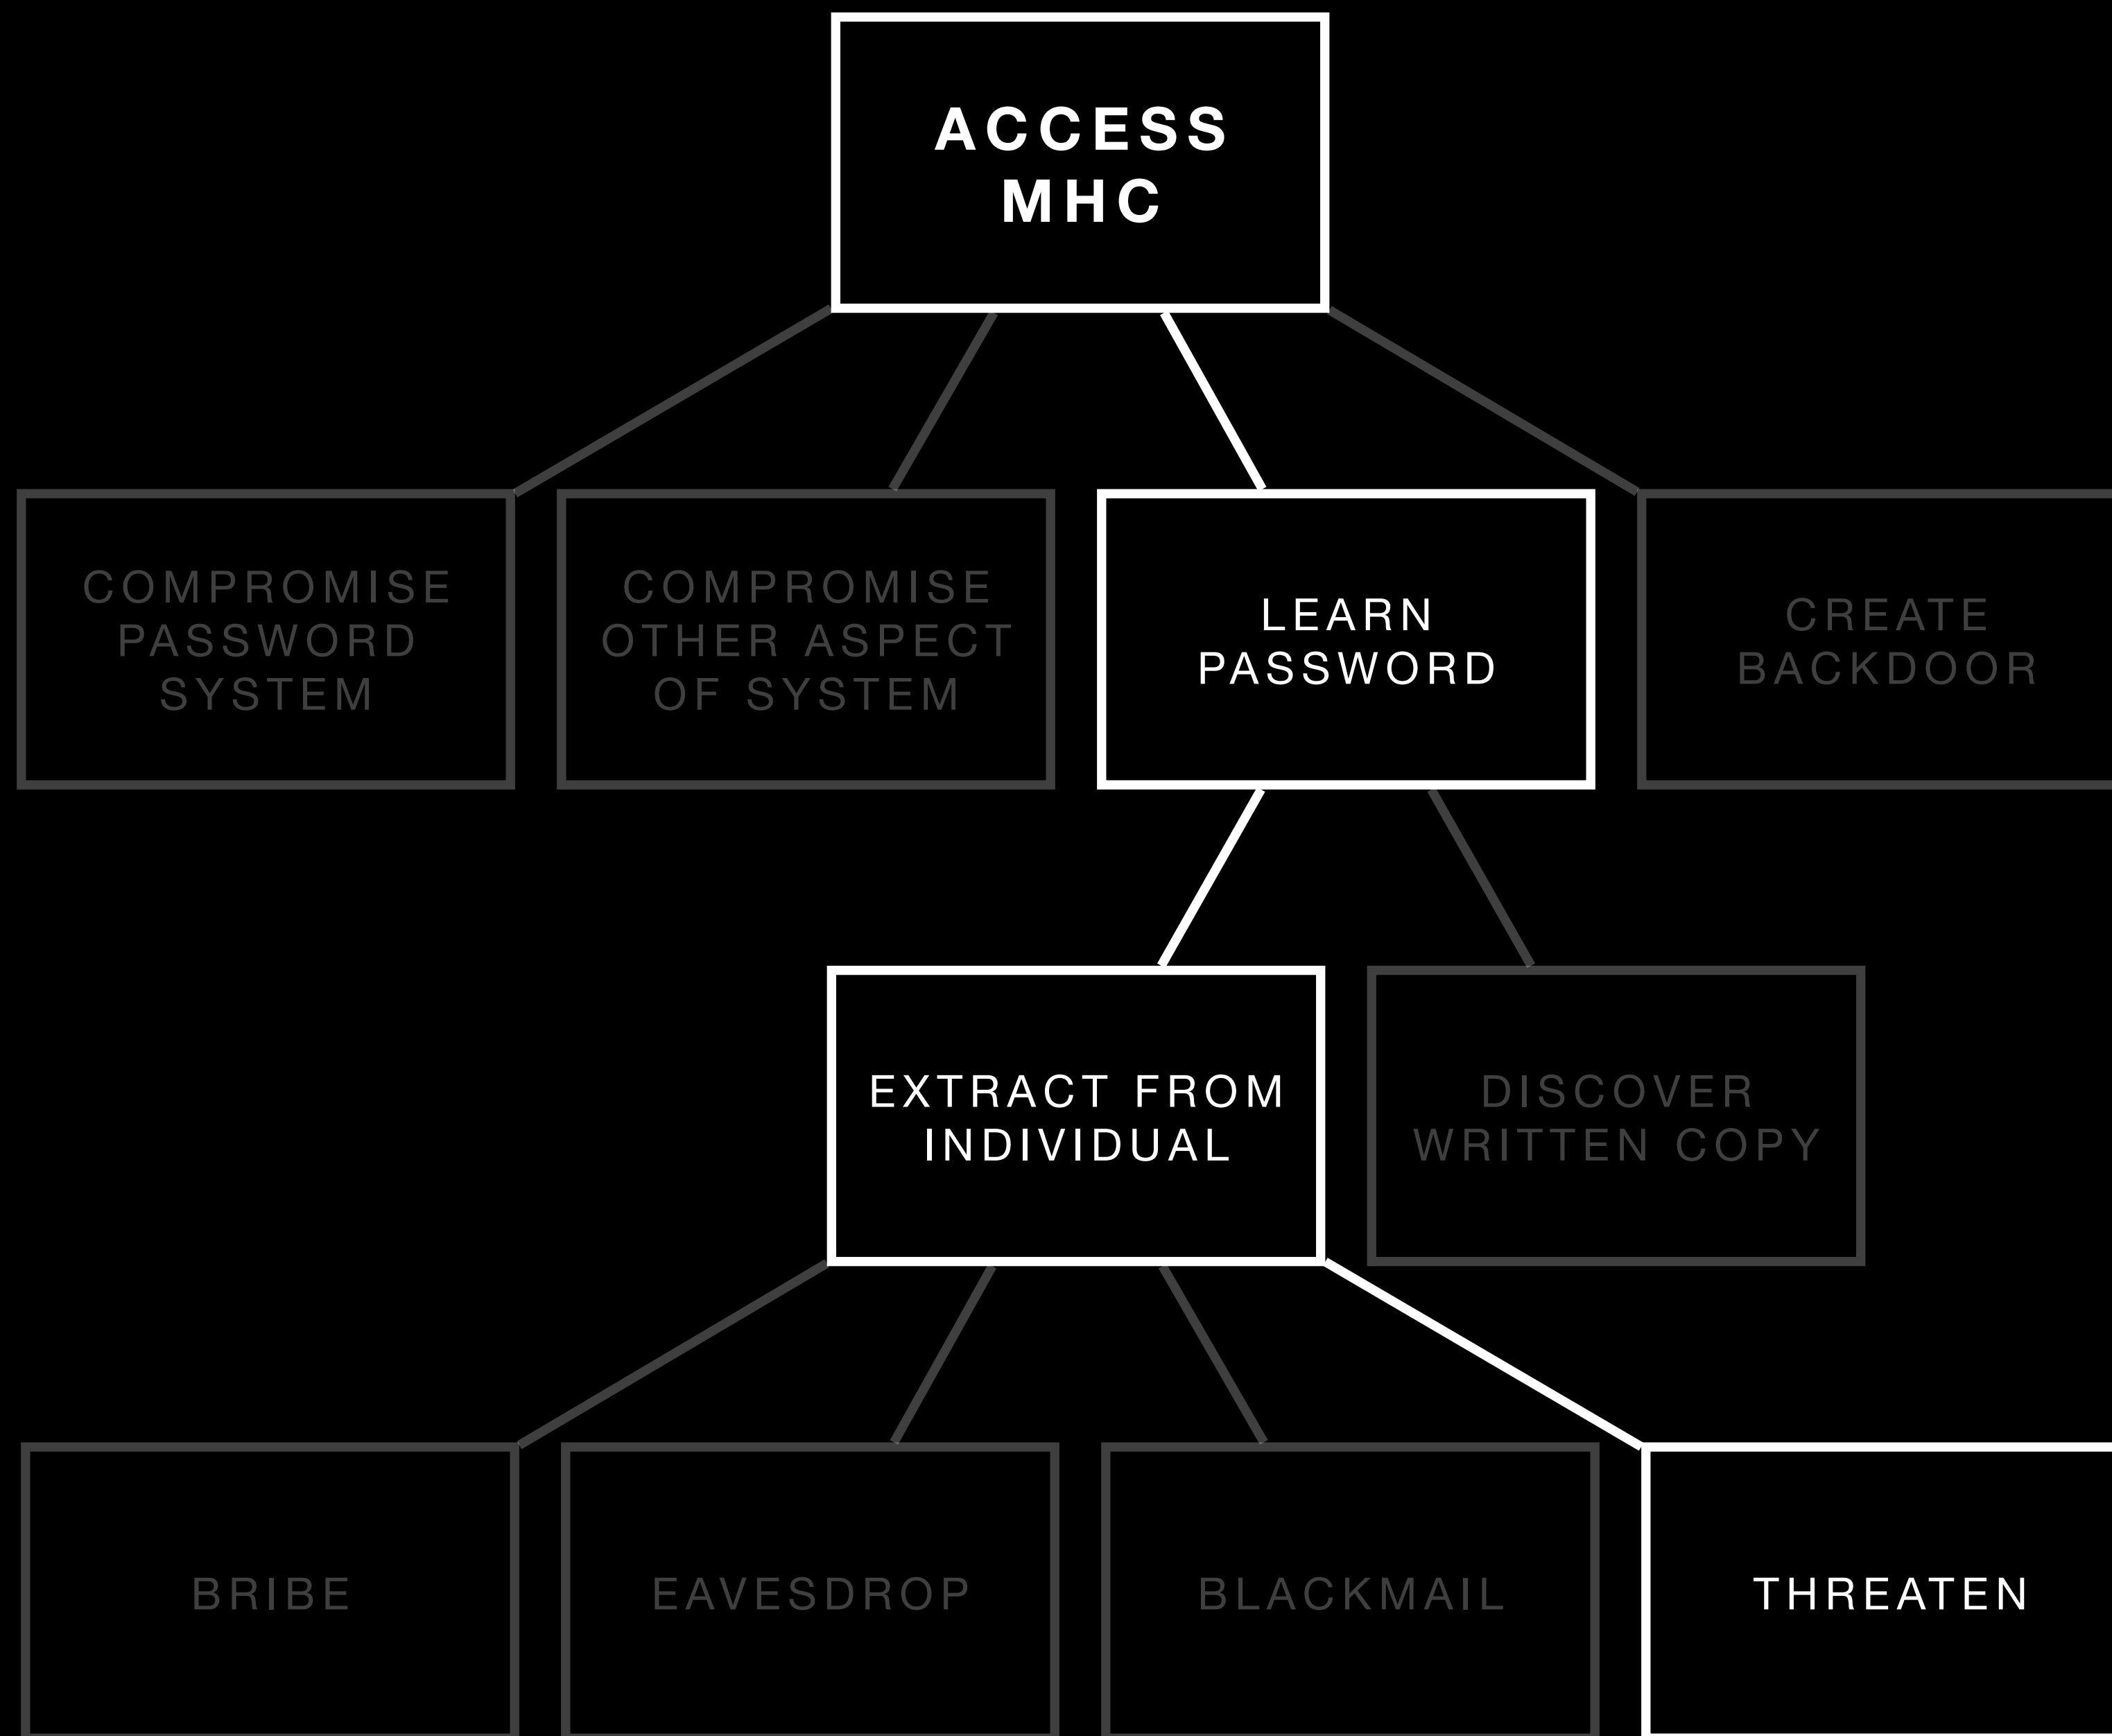 ACCESS
MHC
COMPROMISE
PASSWORD
SYSTEM
COMPROMISE
OTHER ASPECT
OF SYSTEM
LEARN
PASSWORD
CREATE
BACKDOOR
EXTRACT FROM
INDIVIDUAL
DISCOVER
WRITTEN COPY
BRIBE
EAVESDROP
BLACKMAIL
THREATEN